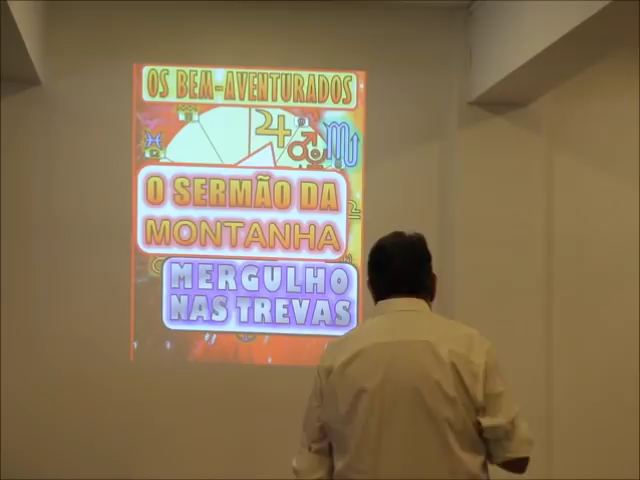 OS BEM-AVENTURADOS
O SERMÃO DA
MONTANHA
MERGULHO
NAS TREVAS